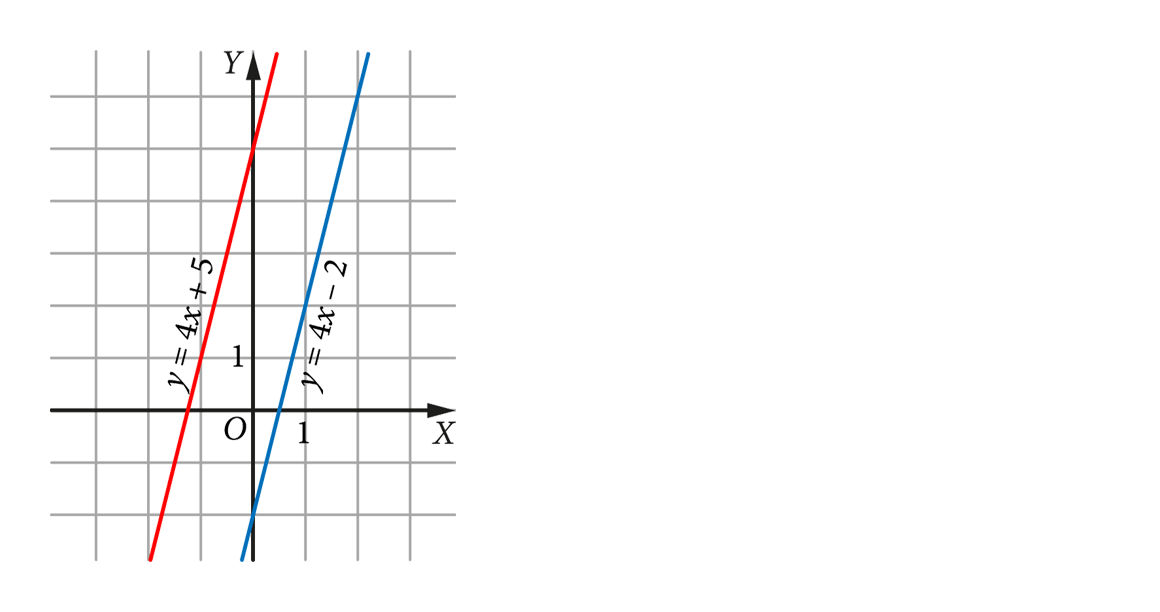 Y
y = 4x + 5
y = 4x − 2
1
O
1
X